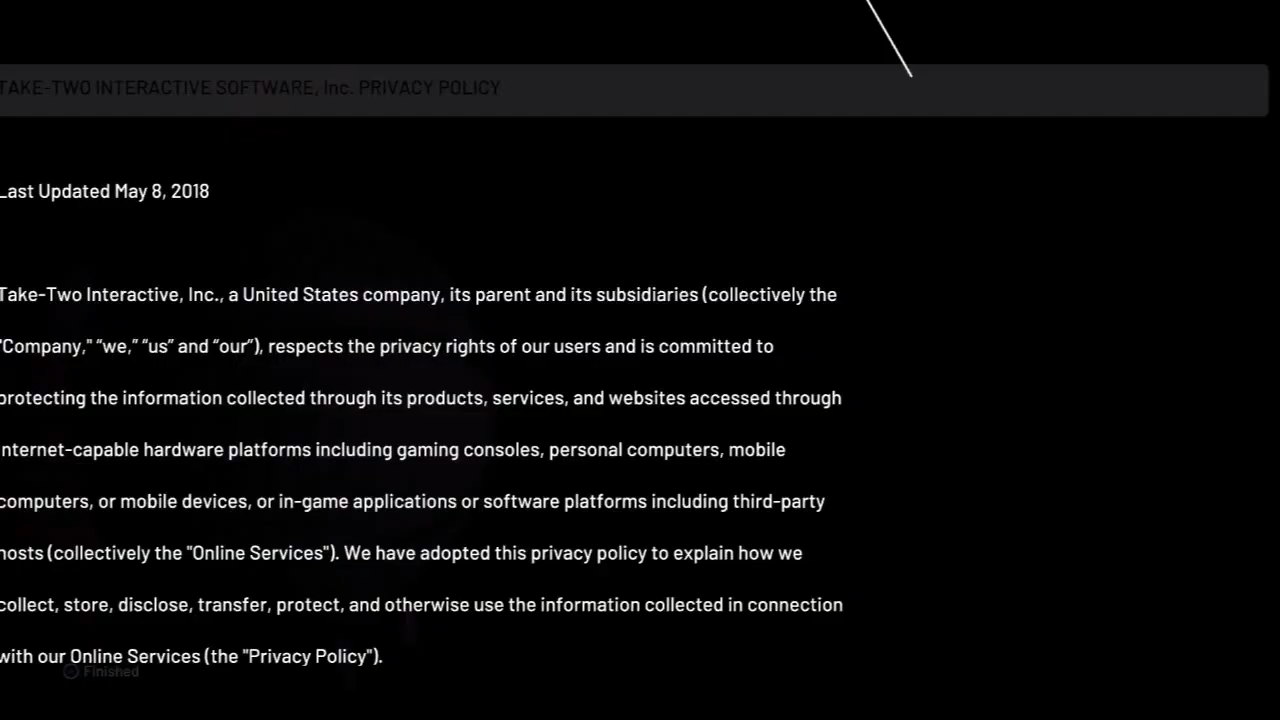 TAKE-TWO INTERACTIVE SOFTWARE, Inc. PRIVACY POLICY
Last Updated May 8, 2018
Take-Two Interactive, Inc., a United States company, its parent and its subsidiaries (collectively the
"Company," “we,” “us” and “our”), respects the privacy rights of our users and is committed to
protecting the information collected through its products, services, and websites accessed through
internet-capable hardware platforms including gaming consoles, personal computers, mobile
computers, or mobile devices, or in-game applications or software platforms including third-party
hosts (collectively the "Online Services"). We have adopted this privacy policy to explain how we
collect, store, disclose, transfer, protect, and otherwise use the information collected in connection
with our Online Services (the "Privacy Policy").
Finished